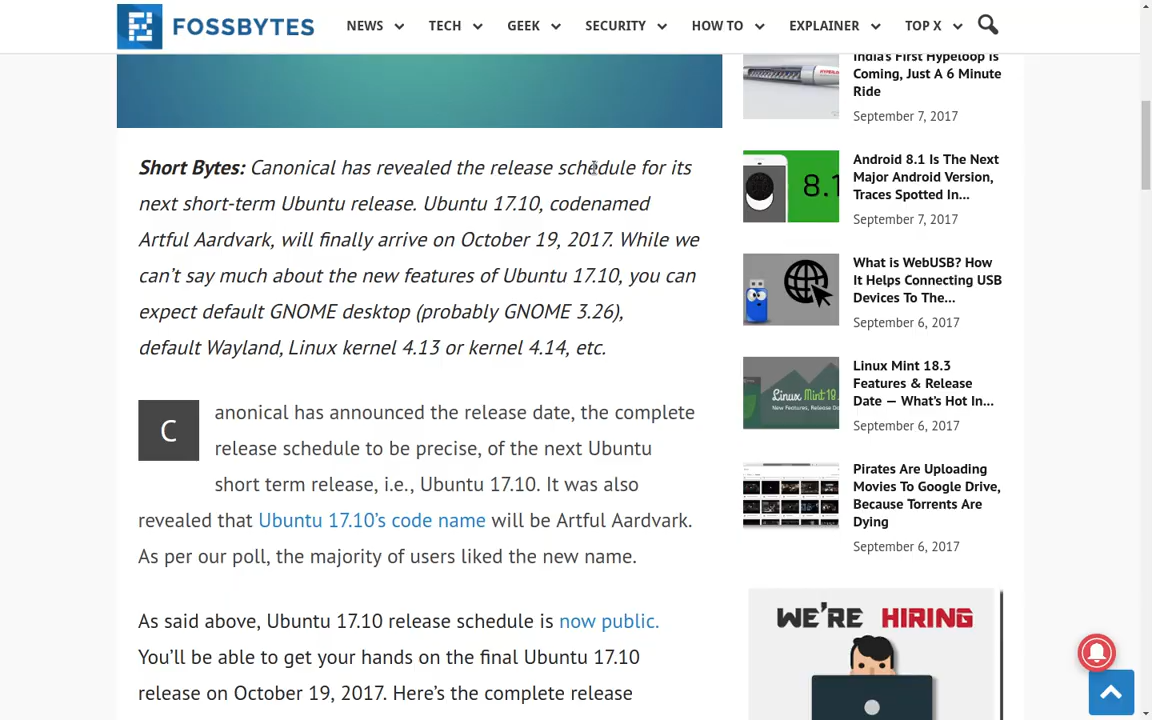 FOSSBYTES
NEWS
TECH
GEEK
SECURITY
HOW TO
EXPLAINER
TOP X
Short Bytes: Canonical has revealed the release schedule for its
next short-term Ubuntu release. Ubuntu 17.10, codenamed
Artful Aardvark, will finally arrive on October 19, 2017. While we
can’t say much about the new features of Ubuntu 17.10, you can
expect default GNOME desktop (probably GNOME 3.26),
default Wayland, Linux kernel 4.13 or kernel 4.14, etc.
C
anonical has announced the release date, the complete
release schedule to be precise, of the next Ubuntu
short term release, i.e., Ubuntu 17.10. It was also
revealed that Ubuntu 17.10’s code name will be Artful Aardvark.
As per our poll, the majority of users liked the new name.
As said above, Ubuntu 17.10 release schedule is now public.
You’ll be able to get your hands on the final Ubuntu 17.10
release on October 19, 2017. Here’s the complete release
India’s First Hypeloop Is
Coming, Just A 6 Minute
Ride
September 7, 2017
8.1
Android 8.1 Is The Next
Major Android Version,
Traces Spotted In...
September 7, 2017
What is WebUSB? How
It Helps Connecting USB
Devices To The...
September 6, 2017
Linux Mint 18
New Features, Release Da
Linux Mint 18.3
Features & Release
Date — What’s Hot In...
September 6, 2017
Pirates Are Uploading
Movies To Google Drive,
Because Torrents Are
Dying
September 6, 2017
WE’RE HIRING